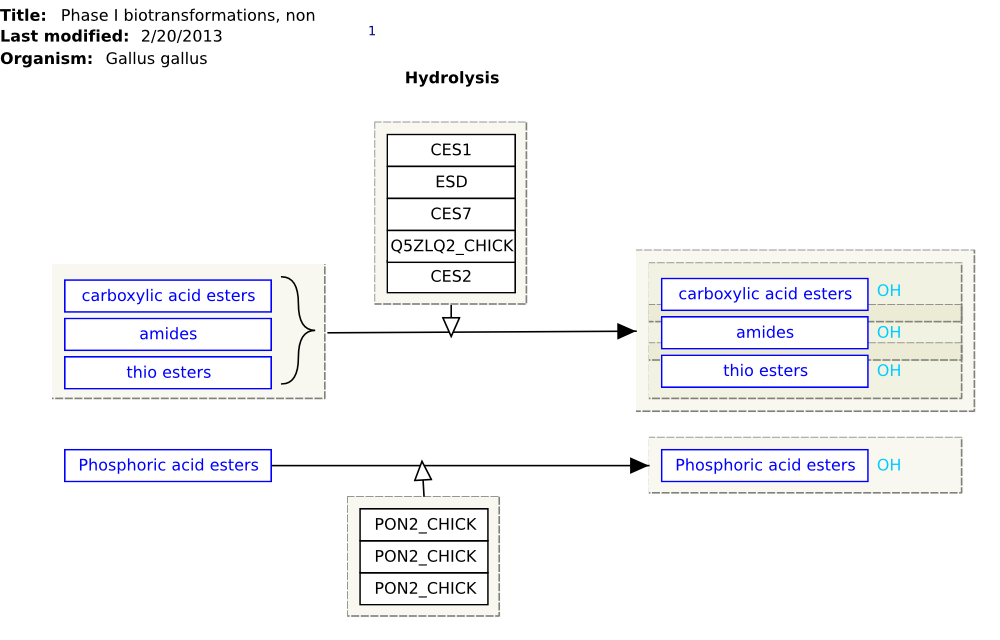 Title: Phase I biotransformations, non
Last modified: 2/20/2013
Organism: Gallus gallus
1
Hydrolysis
CES1
ESD
CES7
Q5ZLQ2_CHICK
CES2
carboxylic acid esters
amides
thio esters
carboxylic acid esters OH
amides OH
thio esters OH
Phosphoric acid esters
Phosphoric acid esters OH
PON2_CHICK
PON2_CHICK
PON2_CHICK